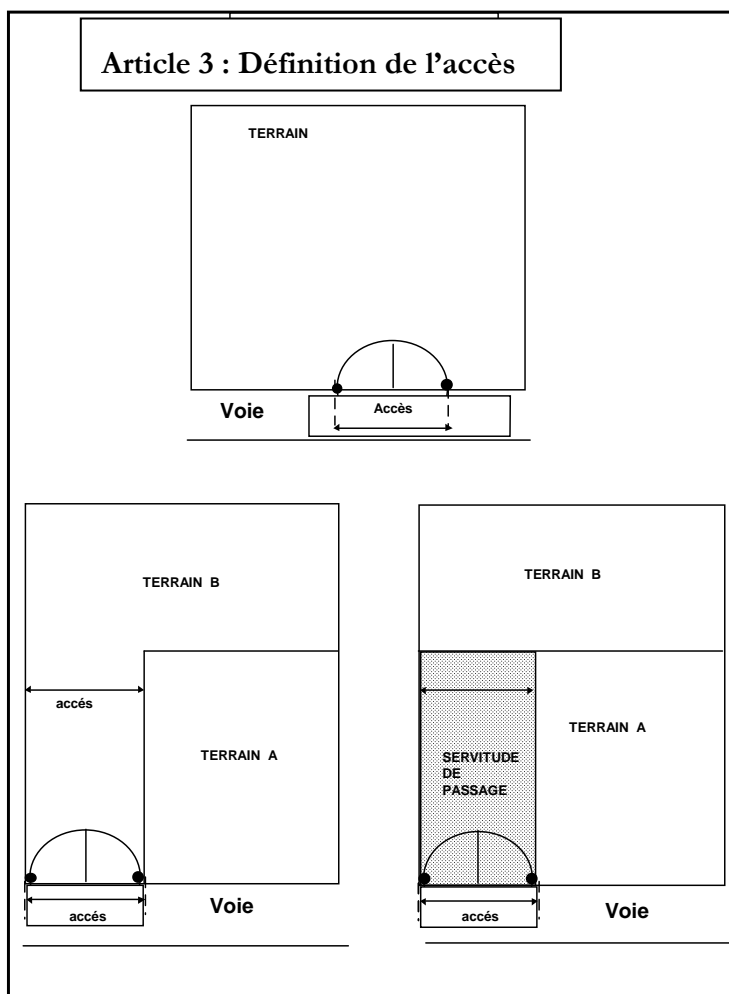 Article 3 : Définition de l’accès
TERRAIN
Voie
Accès
TERRAIN B
accés
TERRAIN A
accés
Voie
TERRAIN B
TERRAIN A
SERVITUDE
DE
PASSAGE
accés
Voie